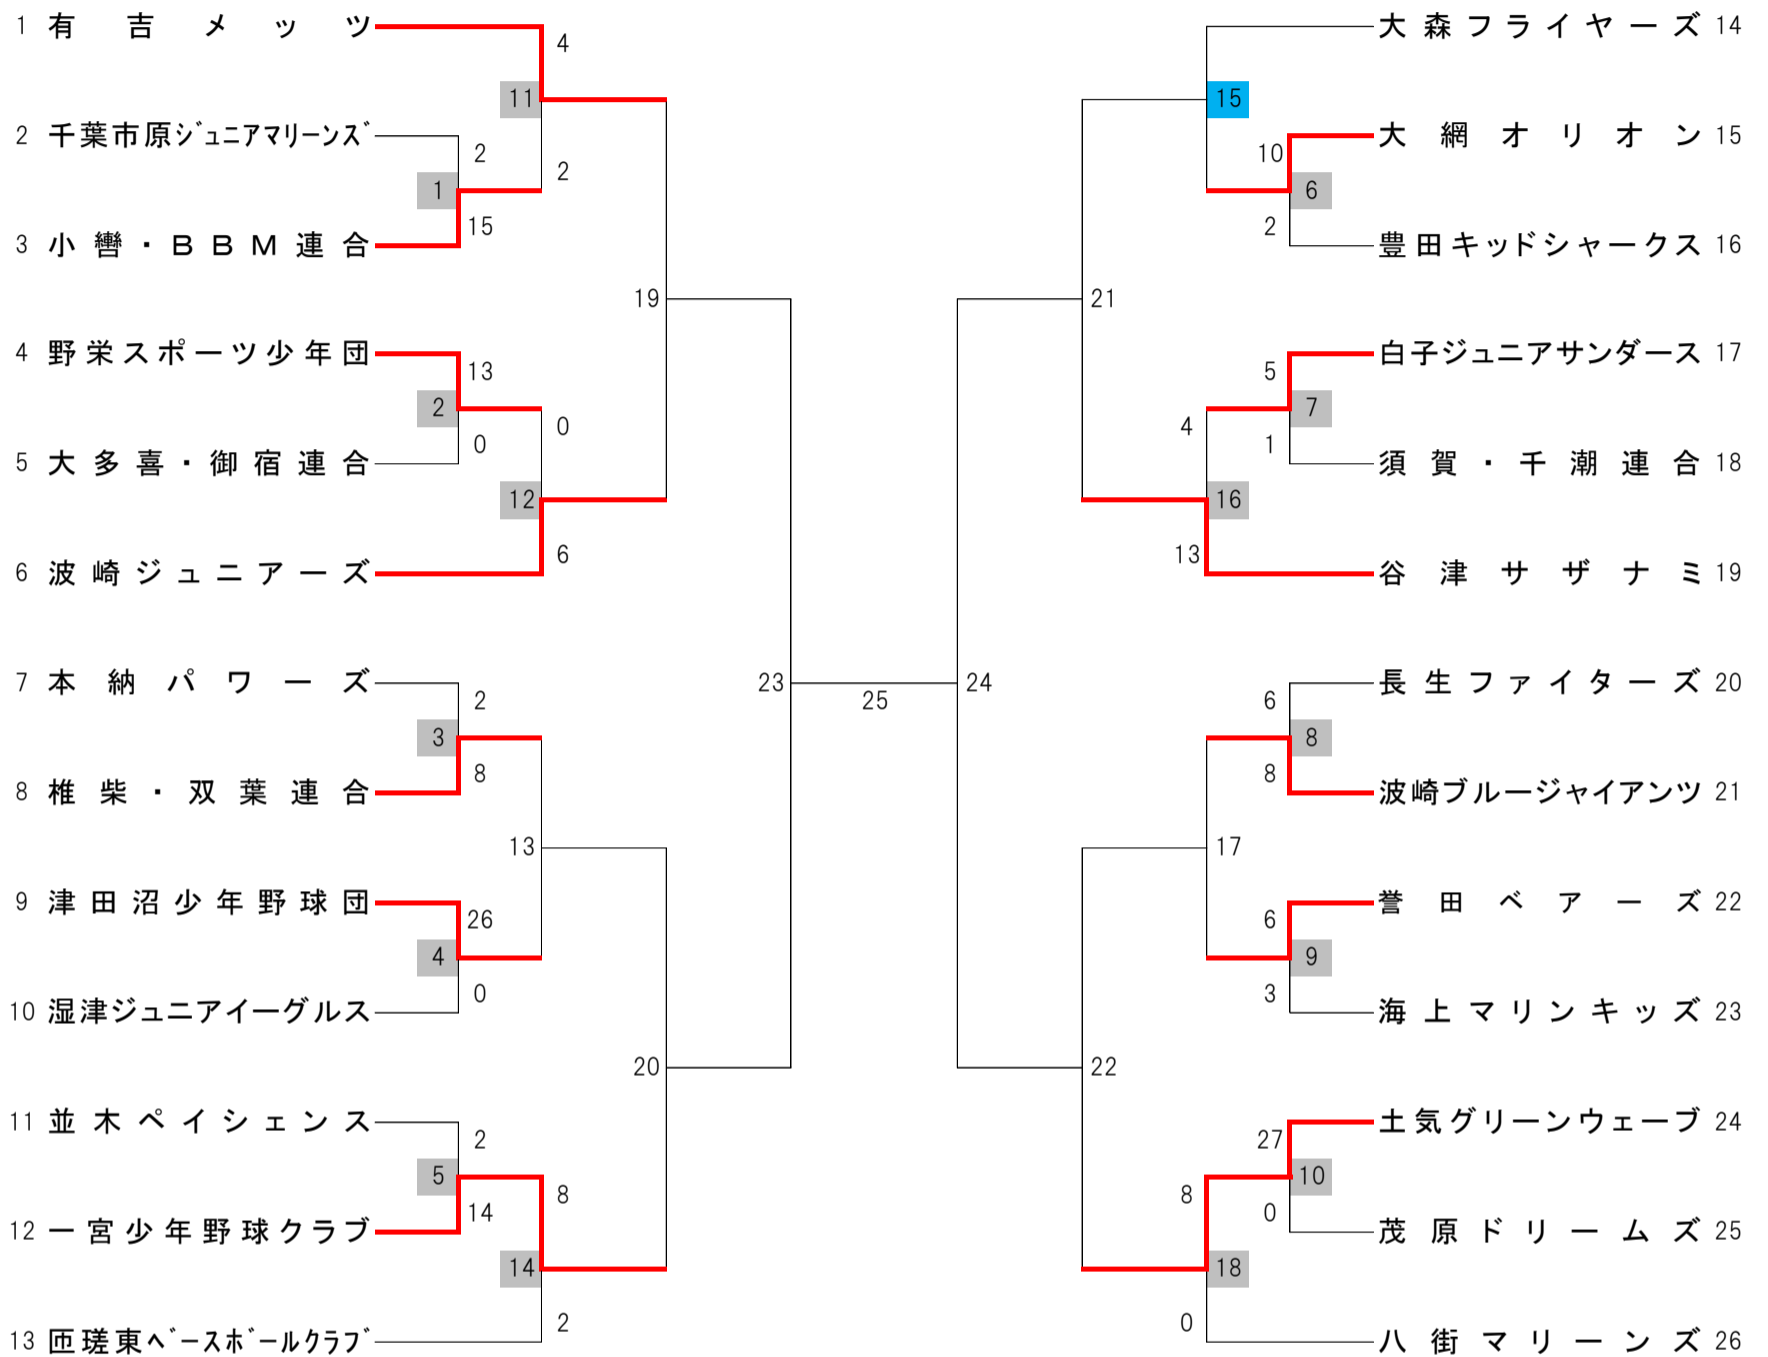 1 有吉メッツ
4
11
2 千葉市原ジュニアマリーンズ
2
2
1
15
3 小轡・ＢＢＭ連合
19
4 野栄スポーツ少年団
13
2
0
0
5 大多喜・御宿連合
12
6
6 波崎ジュニアーズ
7 本納パワーズ
2
3
8
8 椎柴・双葉連合
13
9 津田沼少年野球団
26
4
0
10 湿津ジュニアイーグルス
20
11 並木ペイシェンス
2
5
8
14
12 一宮少年野球クラブ
14
2
13 匝瑳東ベースボールクラブ
23
25
24
大森フライヤーズ 14
15
大網オリオン 15
10
6
2
豊田キッドシャークス 16
21
白子ジュニアサンダース 17
5
7
4
1
須賀・千潮連合 18
16
13
谷津サザナミ 19
長生ファイターズ 20
6
8
8
波崎ブルージャイアンツ 21
17
誉田ベアーズ 22
6
9
3
海上マリンキッズ 23
22
土気グリーンウェーブ 24
27
10
8
0
茂原ドリームズ 25
18
0
八街マリーンズ 26